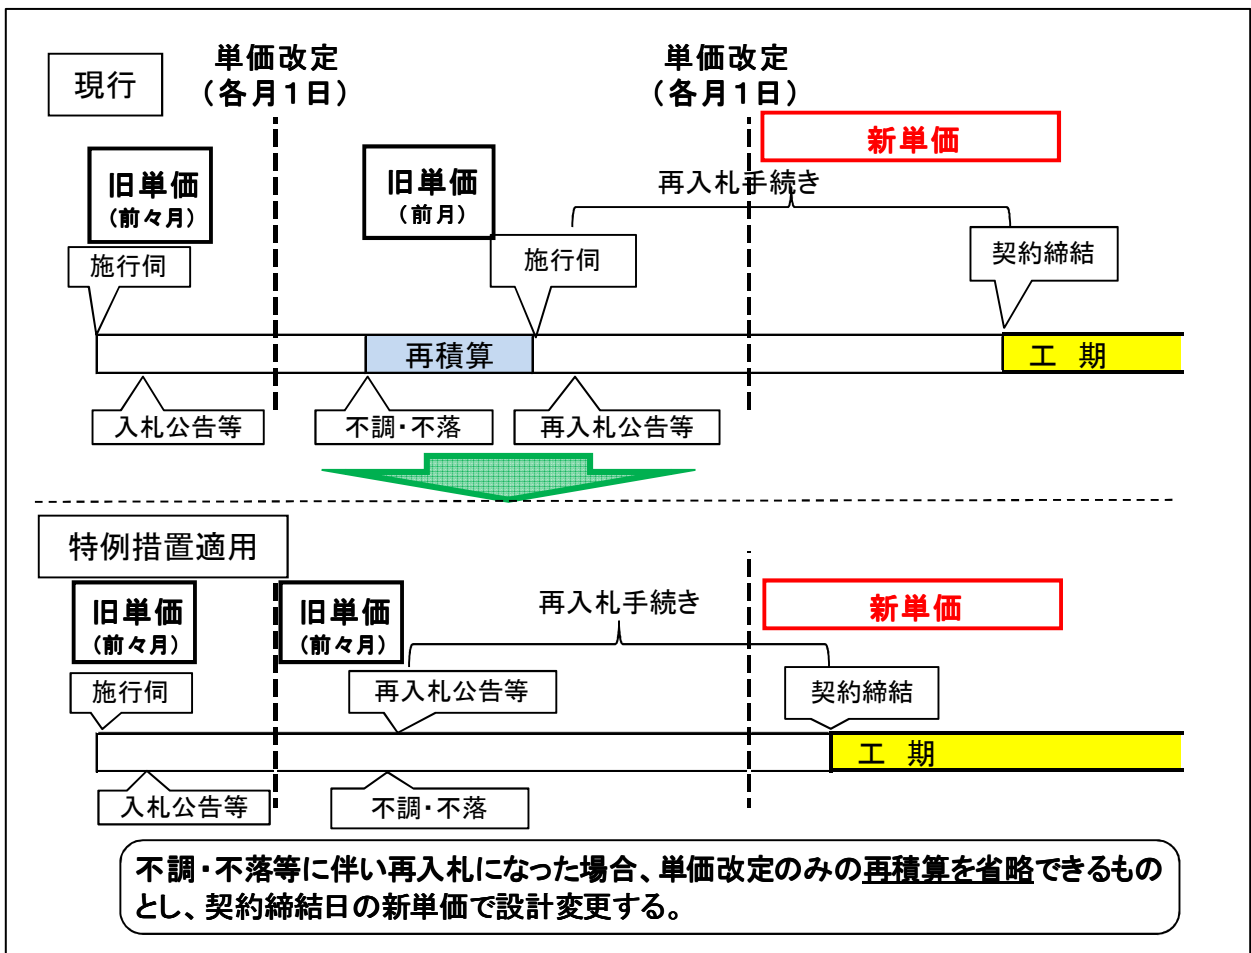 現行
単価改定
（各月１日）
単価改定
（各月１日）
新単価
旧単価
（前々月）
旧単価
（前月）
再入札手続き
施行伺
施行伺
契約締結
再積算
工 期
入札公告等
不調・不落
再入札公告等
特例措置適用
旧単価
（前々月）
旧単価
（前々月）
再入札手続き
新単価
施行伺
再入札公告等
契約締結
工 期
入札公告等
不調・不落
不調・不落等に伴い再入札になった場合、単価改定のみの再積算を省略できるもの
とし、契約締結日の新単価で設計変更する。